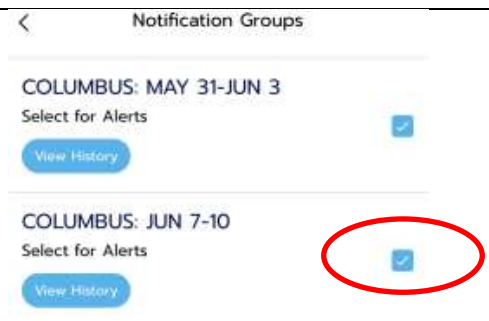 Notification Groups
COLUMBUS: MAY 31-JUN 3
Select for Alerts
View History
COLUMBUS: JUN 7-10
Select for Alerts
View History